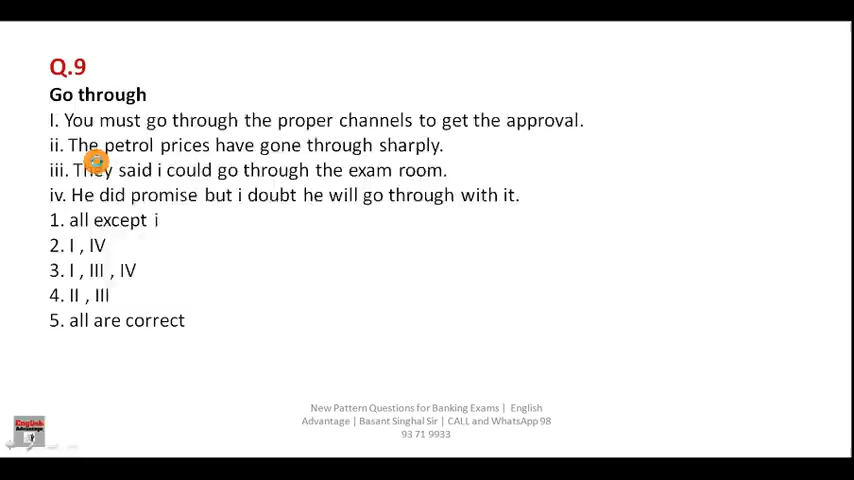 Q.9
Go through
I. You must go through the proper channels to get the approval.
ii. The petrol prices have gone through sharply.
iii. They said i could go through the exam room.
iv. He did promise but i doubt he will go through with it.
1. all except i
2. I , IV
3. I , III , IV
4. II , III
5. all are correct
New Pattern Questions for Banking Exams | English
Advantage | Basant Singhal Sir | CALL and WhatsApp 98
93 71 9933
English
Advantage